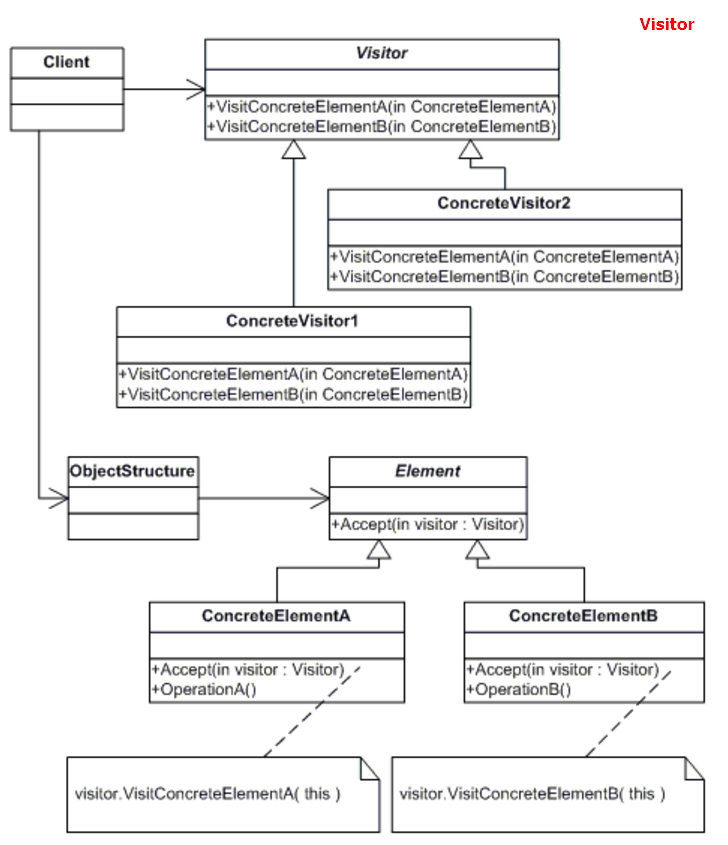 Visitor
Client
Visitor
+VisitConcreteElementA(in ConcreteElementA)
+VisitConcreteElementB(in ConcreteElementB)
ConcreteVisitor2
+VisitConcreteElementA(in ConcreteElementA)
+VisitConcreteElementB(in ConcreteElementB)
ConcreteVisitor1
+VisitConcreteElementA(in ConcreteElementA)
+VisitConcreteElementB(in ConcreteElementB)
ObjectStructure
Element
+Accept(in visitor : Visitor)
ConcreteElementA
+Accept(in visitor : Visitor)
+OperationA()
ConcreteElementB
+Accept(in visitor : Visitor)
+OperationB()
visitor.VisitConcreteElementA( this )
visitor.VisitConcreteElementB( this )